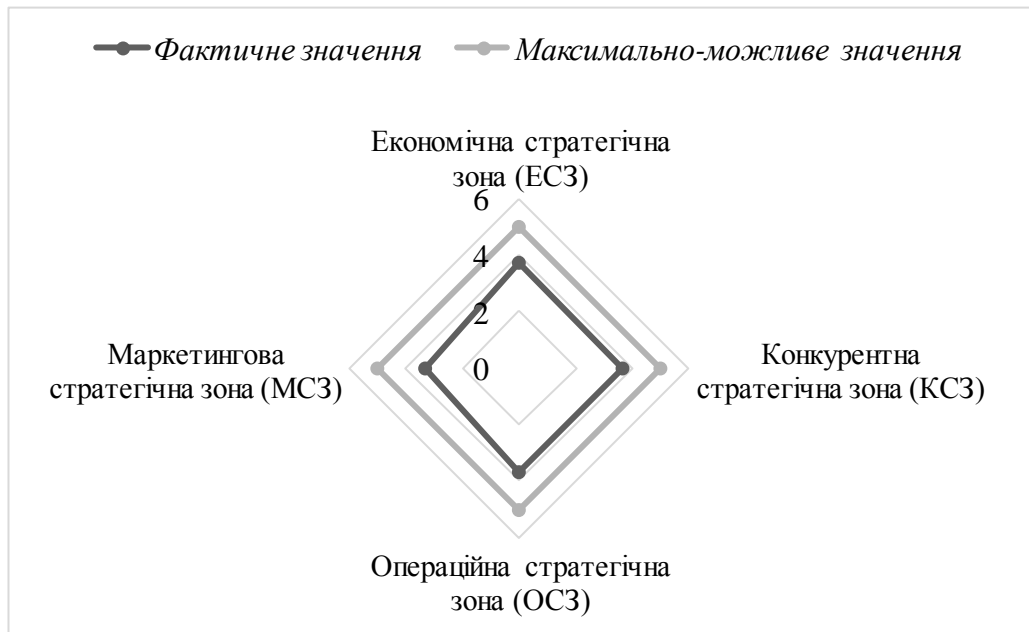 Фактичне значення Максимально-можливе значення
Економічна стратегічна
зона (ЕСЗ)
6
4
2
0
Маркетингова
стратегічна зона (МСЗ)
Конкурентна
стратегічна зона (КСЗ)
Операційна стратегічна
зона (ОСЗ)